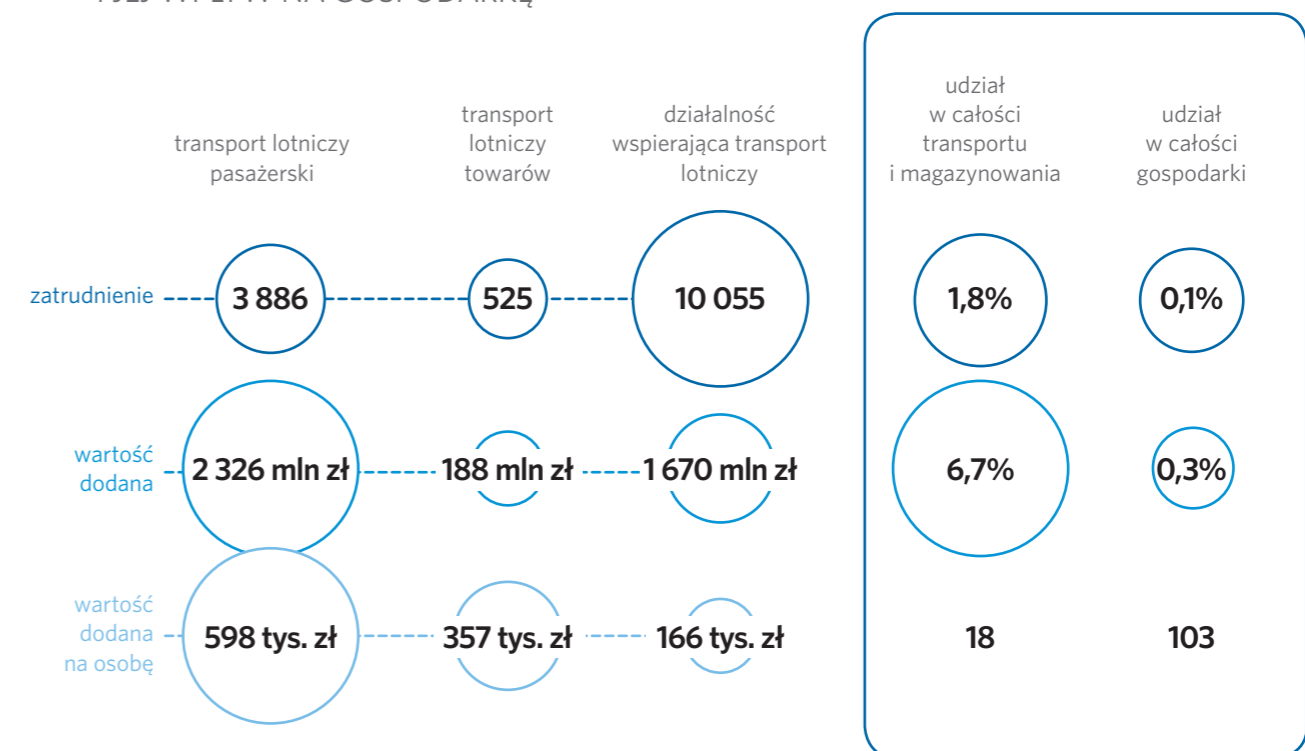 WPŁYW NA GOSPODARKĘ
transport lotniczy
pasażerski
transport
lotniczy
towarów
działalność
wspierająca transport
lotniczy
udział
w całości
transportu
i magazynowania
udział
w całości
gospodarki
zatrudnienie
3 886
525
10 055
1,8%
0,1%
wartość
dodana
2 326 mln zł
188 mln zł
1 670 mln zł
6,7%
0,3%
wartość
dodana
na osobę
598 tys. zł
357 tys. zł
166 tys. zł
18
103